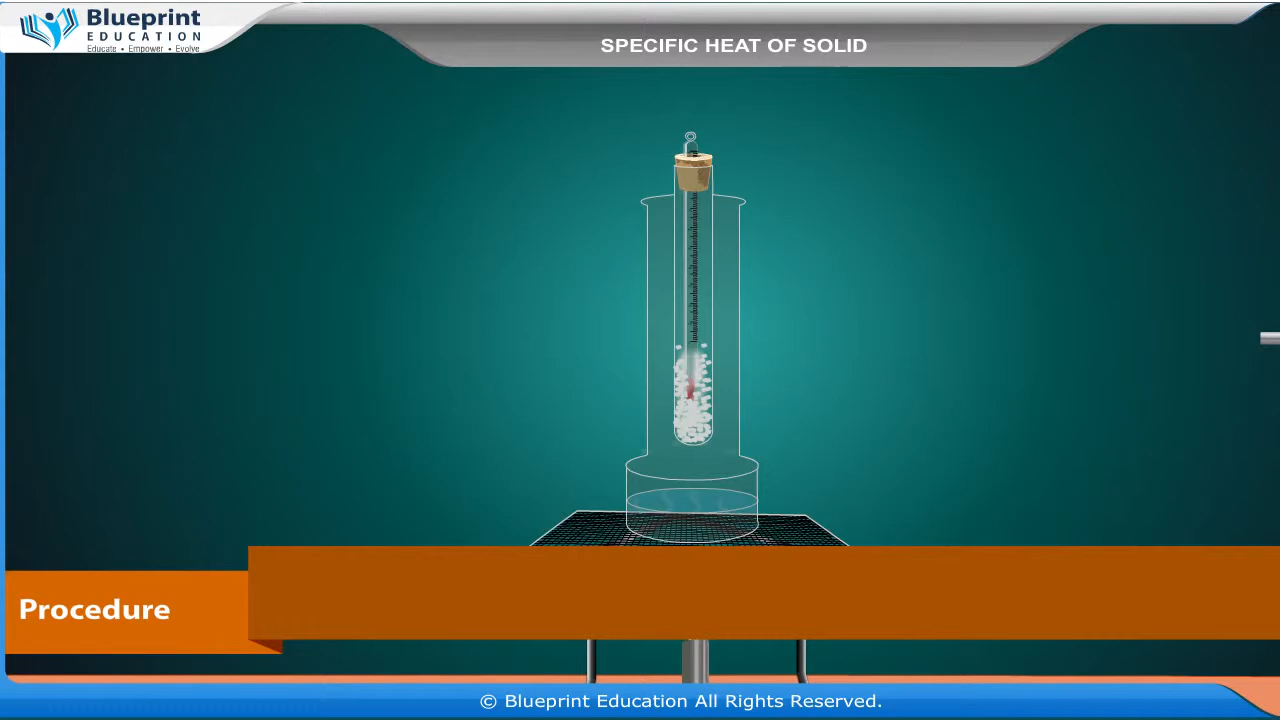 Blueprint
EDUCATION
Educate • Empower • Evolve
SPECIFIC HEAT OF SOLID
Procedure
© Blueprint Education All Rights Reserved.